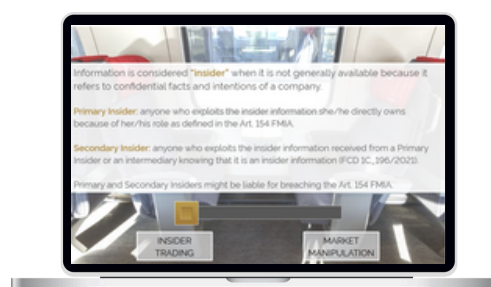 Information is considered "insider" when it is not generally available because it
refers to confidential facts and intentions of a company.
Primary Insider: anyone who exploits the insider information she/he directly owns
because of her/his role as defined in the Art. 154 FMIA.
Secondary Insider: anyone who exploits the insider information received from a Primary
Insider or an intermediary knowing that it is an insider information (FCD 1C_196/2021).
Primary and Secondary Insiders might be liable for breaching the Art. 154 FMIA.
INSIDER
TRADING
MARKET
MANIPULATION